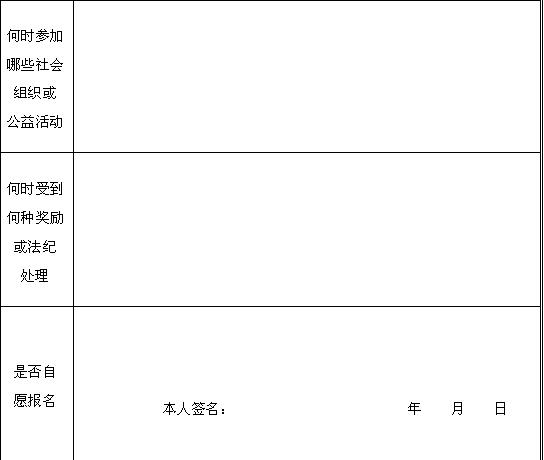 何时参加
哪些社会
组织或
公益活动
何时受到
何种奖励
或法纪
处理
是否自
愿报名
本人签名： 年 月 日